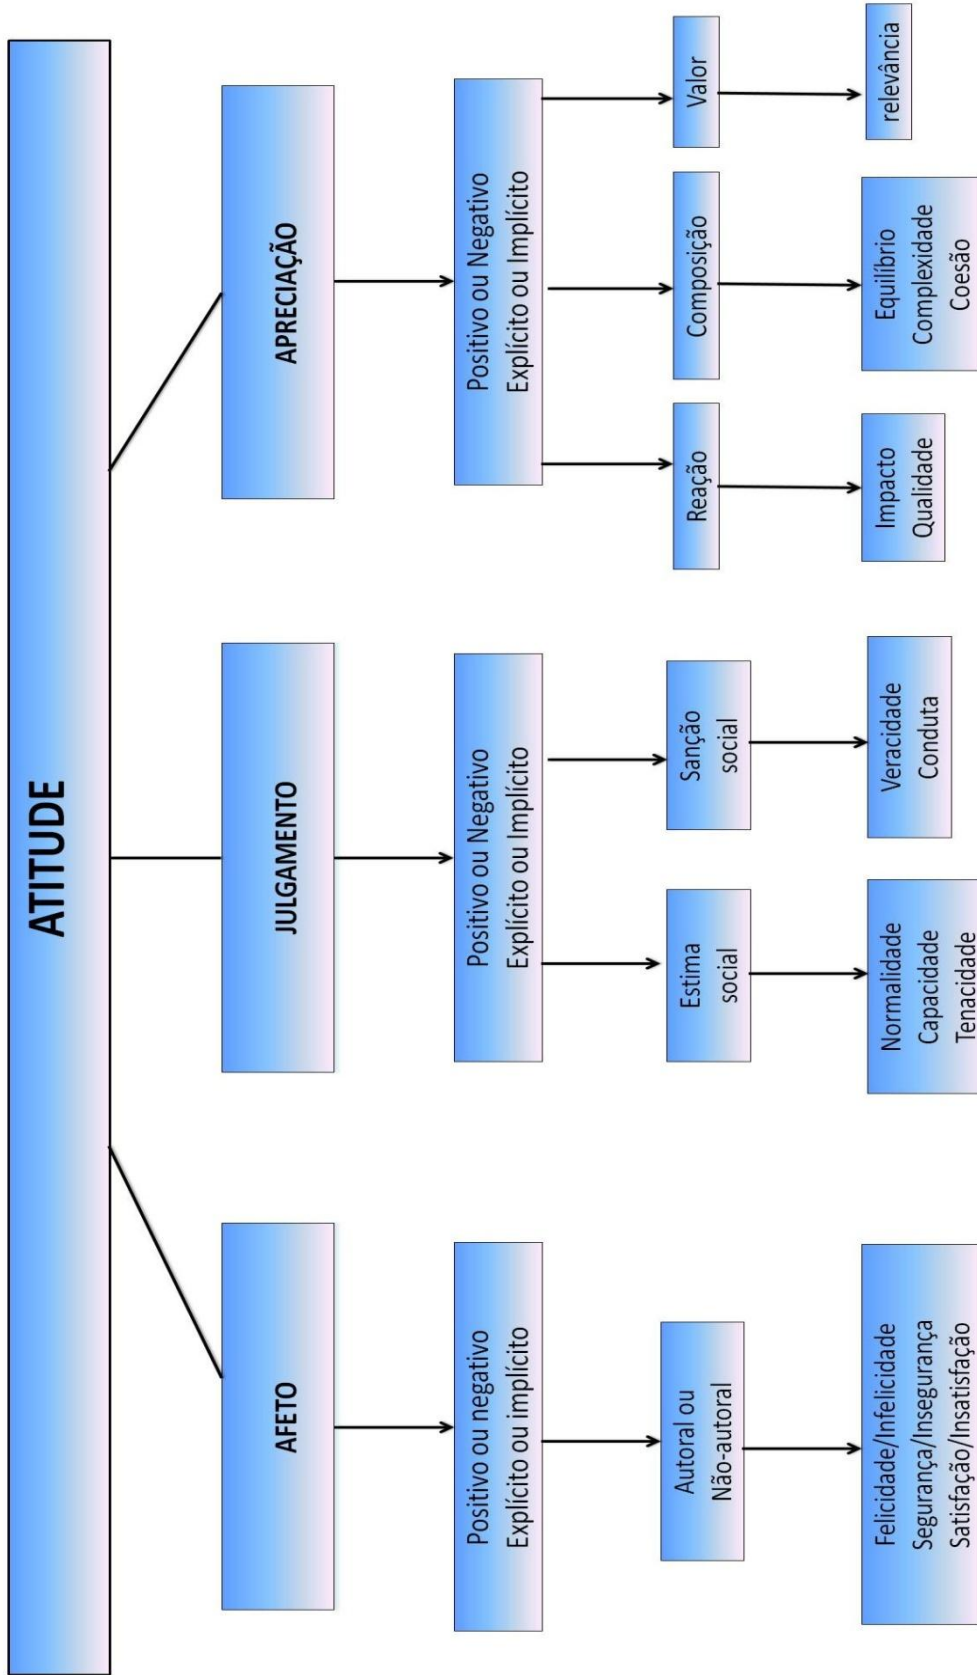 ATITUDE
AFETO
JULGAMENTO
APRECIAÇÃO
Positivo ou negativo
Explícito ou implícito
Positivo ou Negativo
Explícito ou Implícito
Positivo ou Negativo
Explícito ou Implícito
Autoral ou
Não-autoral
Estima
social
Sanção
social
Reação
Composição
Valor
Felicidade/Infelicidade
Segurança/Insegurança
Satisfação/Insatisfação
Normalidade
Capacidade
Tenacidade
Veracidade
Conduta
Impacto
Qualidade
Equilíbrio
Complexidade
Coesão
relevância